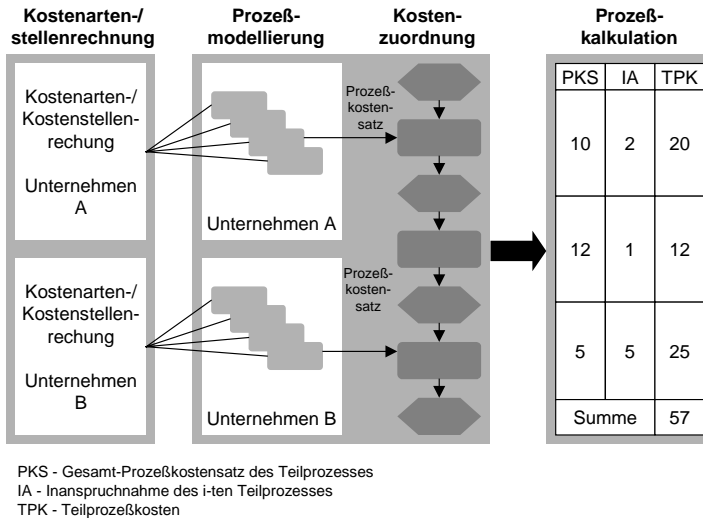 Kostenarten-/
stellenrechnung
Prozeß-
modellierung
Kosten-
zuordnung
Prozeß-
kalkulation
Kostenarten-/
Kostenstellen-
rechung
Unternehmen
A
Unternehmen A
Prozeß-
kosten-
satz
Kostenarten-/
Kostenstellen-
rechung
Unternehmen
B
Unternehmen B
Prozeß-
kosten-
satz
PKS IA TPK
10 2 20
12 1 12
5 5 25
Summe 57
PKS - Gesamt-Prozeßkostensatz des Teilprozesses
IA - Inanspruchnahme des i-ten Teilprozesses
TPK - Teilprozeßkosten